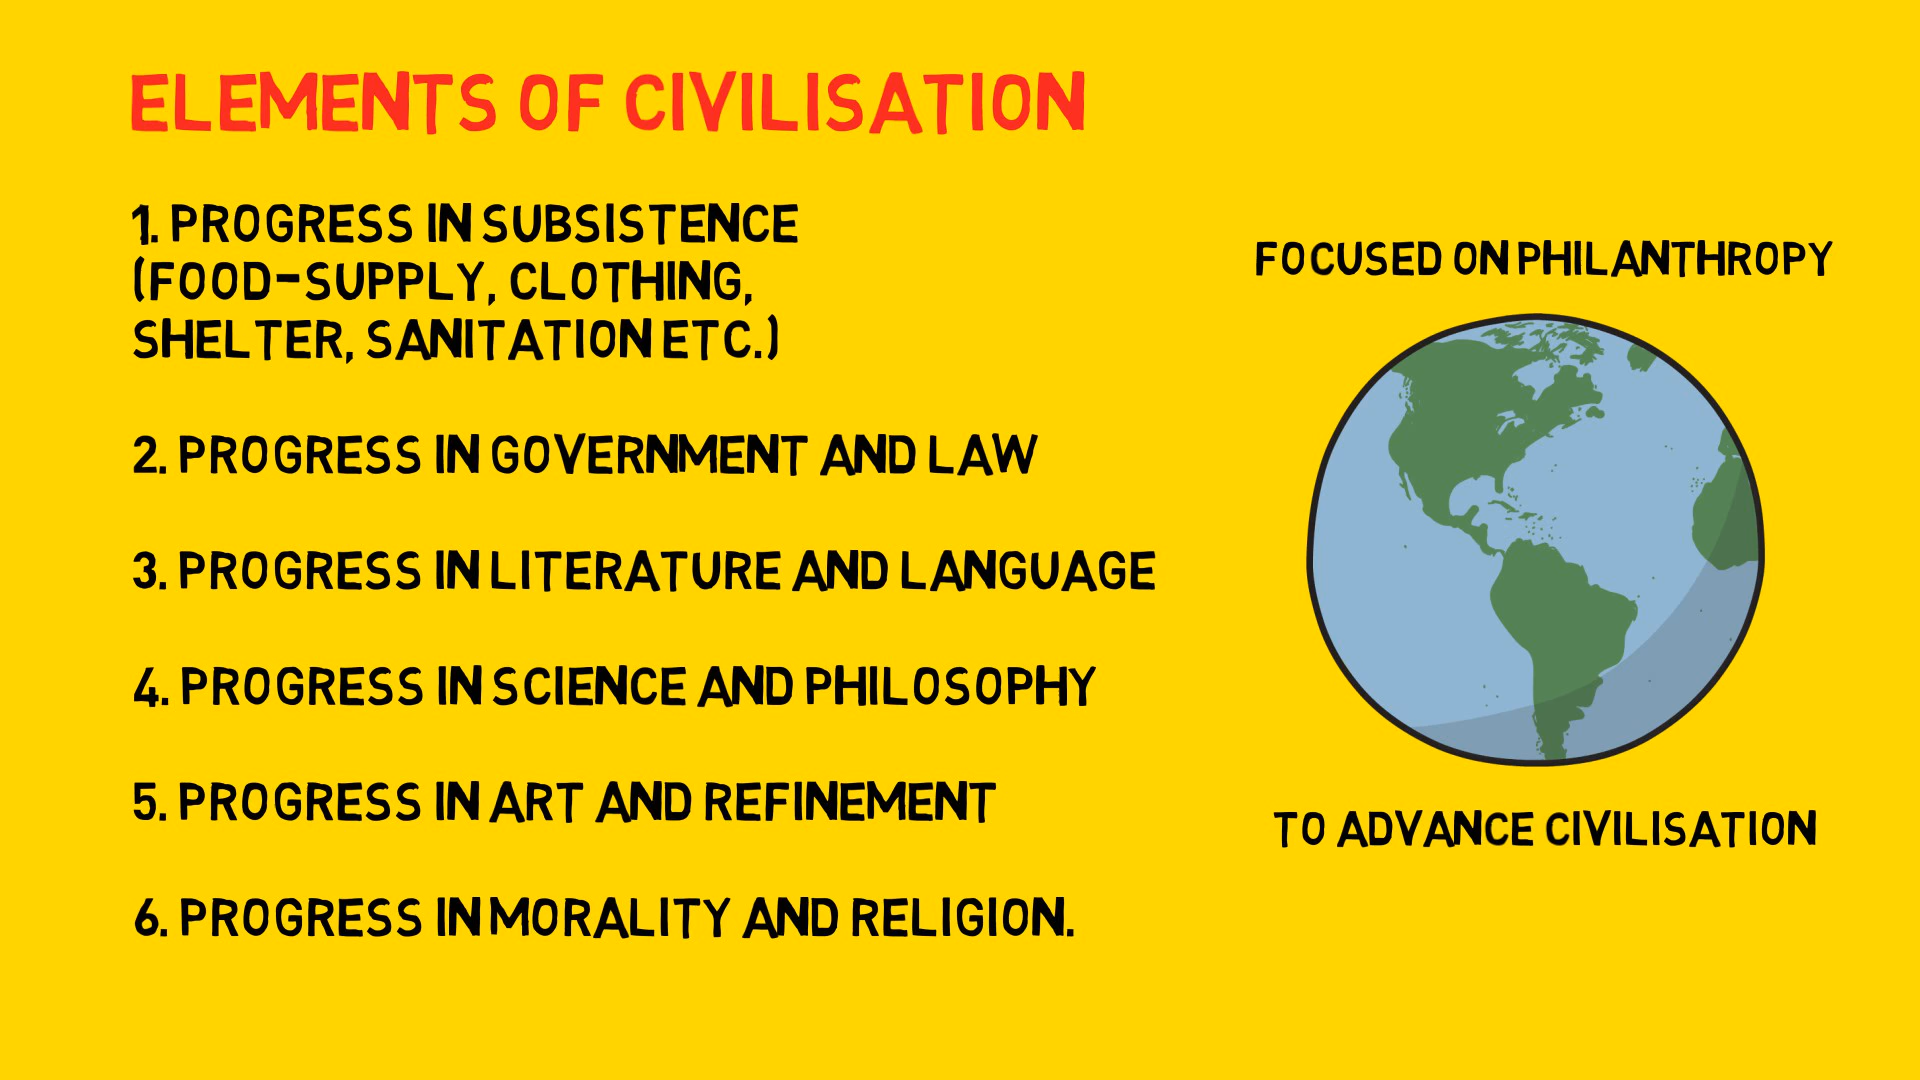 ELEMENTS OF CIVILISATION
1. PROGRESS IN SUBSISTENCE
(FOOD-SUPPLY, CLOTHING,
SHELTER, SANITATION ETC.)
2. PROGRESS IN GOVERNMENT AND LAW
3. PROGRESS IN LITERATURE AND LANGUAGE
4. PROGRESS IN SCIENCE AND PHILOSOPHY
5. PROGRESS IN ART AND REFINEMENT
6. PROGRESS IN MORALITY AND RELIGION.
FOCUSED ON PHILANTHROPY
TO ADVANCE CIVILISATION